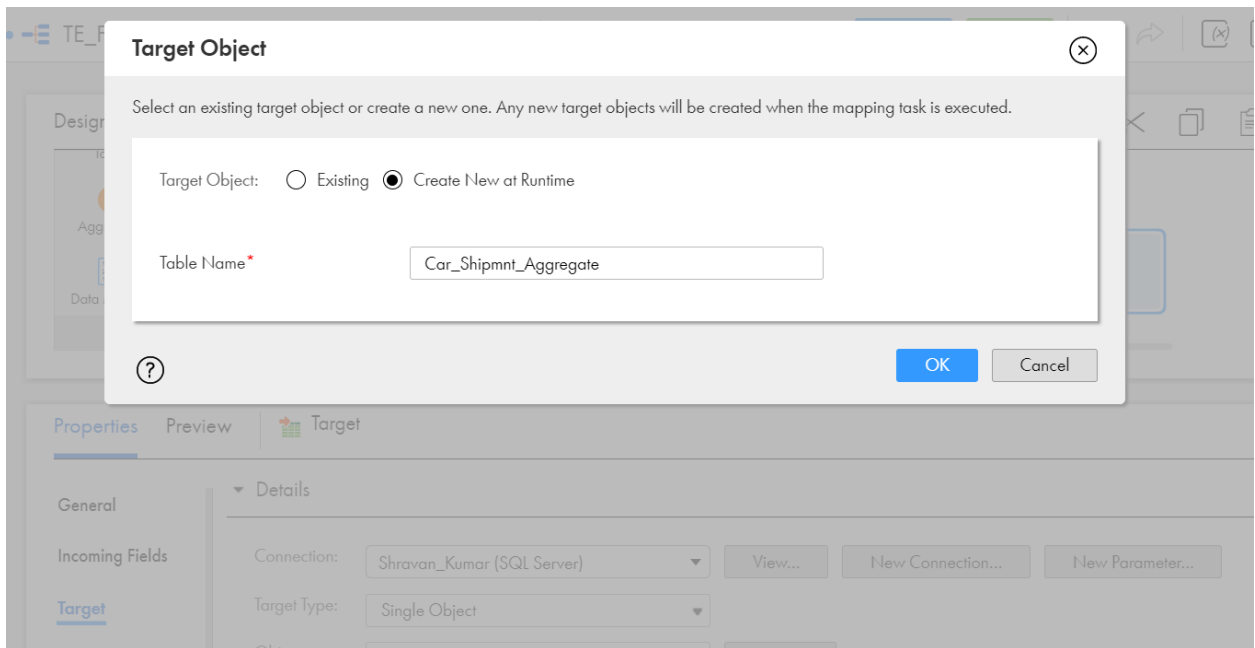 TE_F
Target Object
Select an existing target object or create a new one. Any new target objects will be created when the mapping task is executed.
Design
Target Object: Existing Create New at Runtime
Agg
Table Name* Car_Shipmnt_Aggregate
Data
OK Cancel
Properties Preview Target
Details
General
Incoming Fields
Connection: Shravan_Kumar (SQL Server) View... New Connection... New Parameter...
Target
Target Type: Single Object